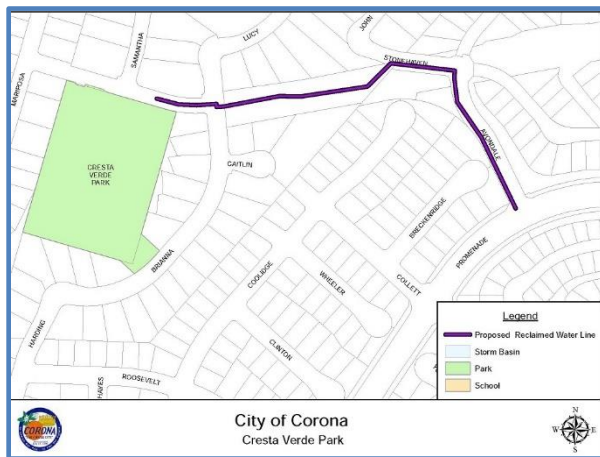 JOHN
LUCY
SAMANTHA
STONEHAVEN
MARIPOSA
AVONDALE
CAITLIN
CRESTA
VERDE
PARK
BRECKENRIDGE
BRIANNA
PROMENADE
COOLIDGE
WHEELER
COLLETT
HARDING
CLINTON
ROOSEVELT
HAYES
Legend
Proposed Reclaimed Water Line
Storm Basin
Park
School
CORONA
City of Corona
Cresta Verde Park
N
W
E
S